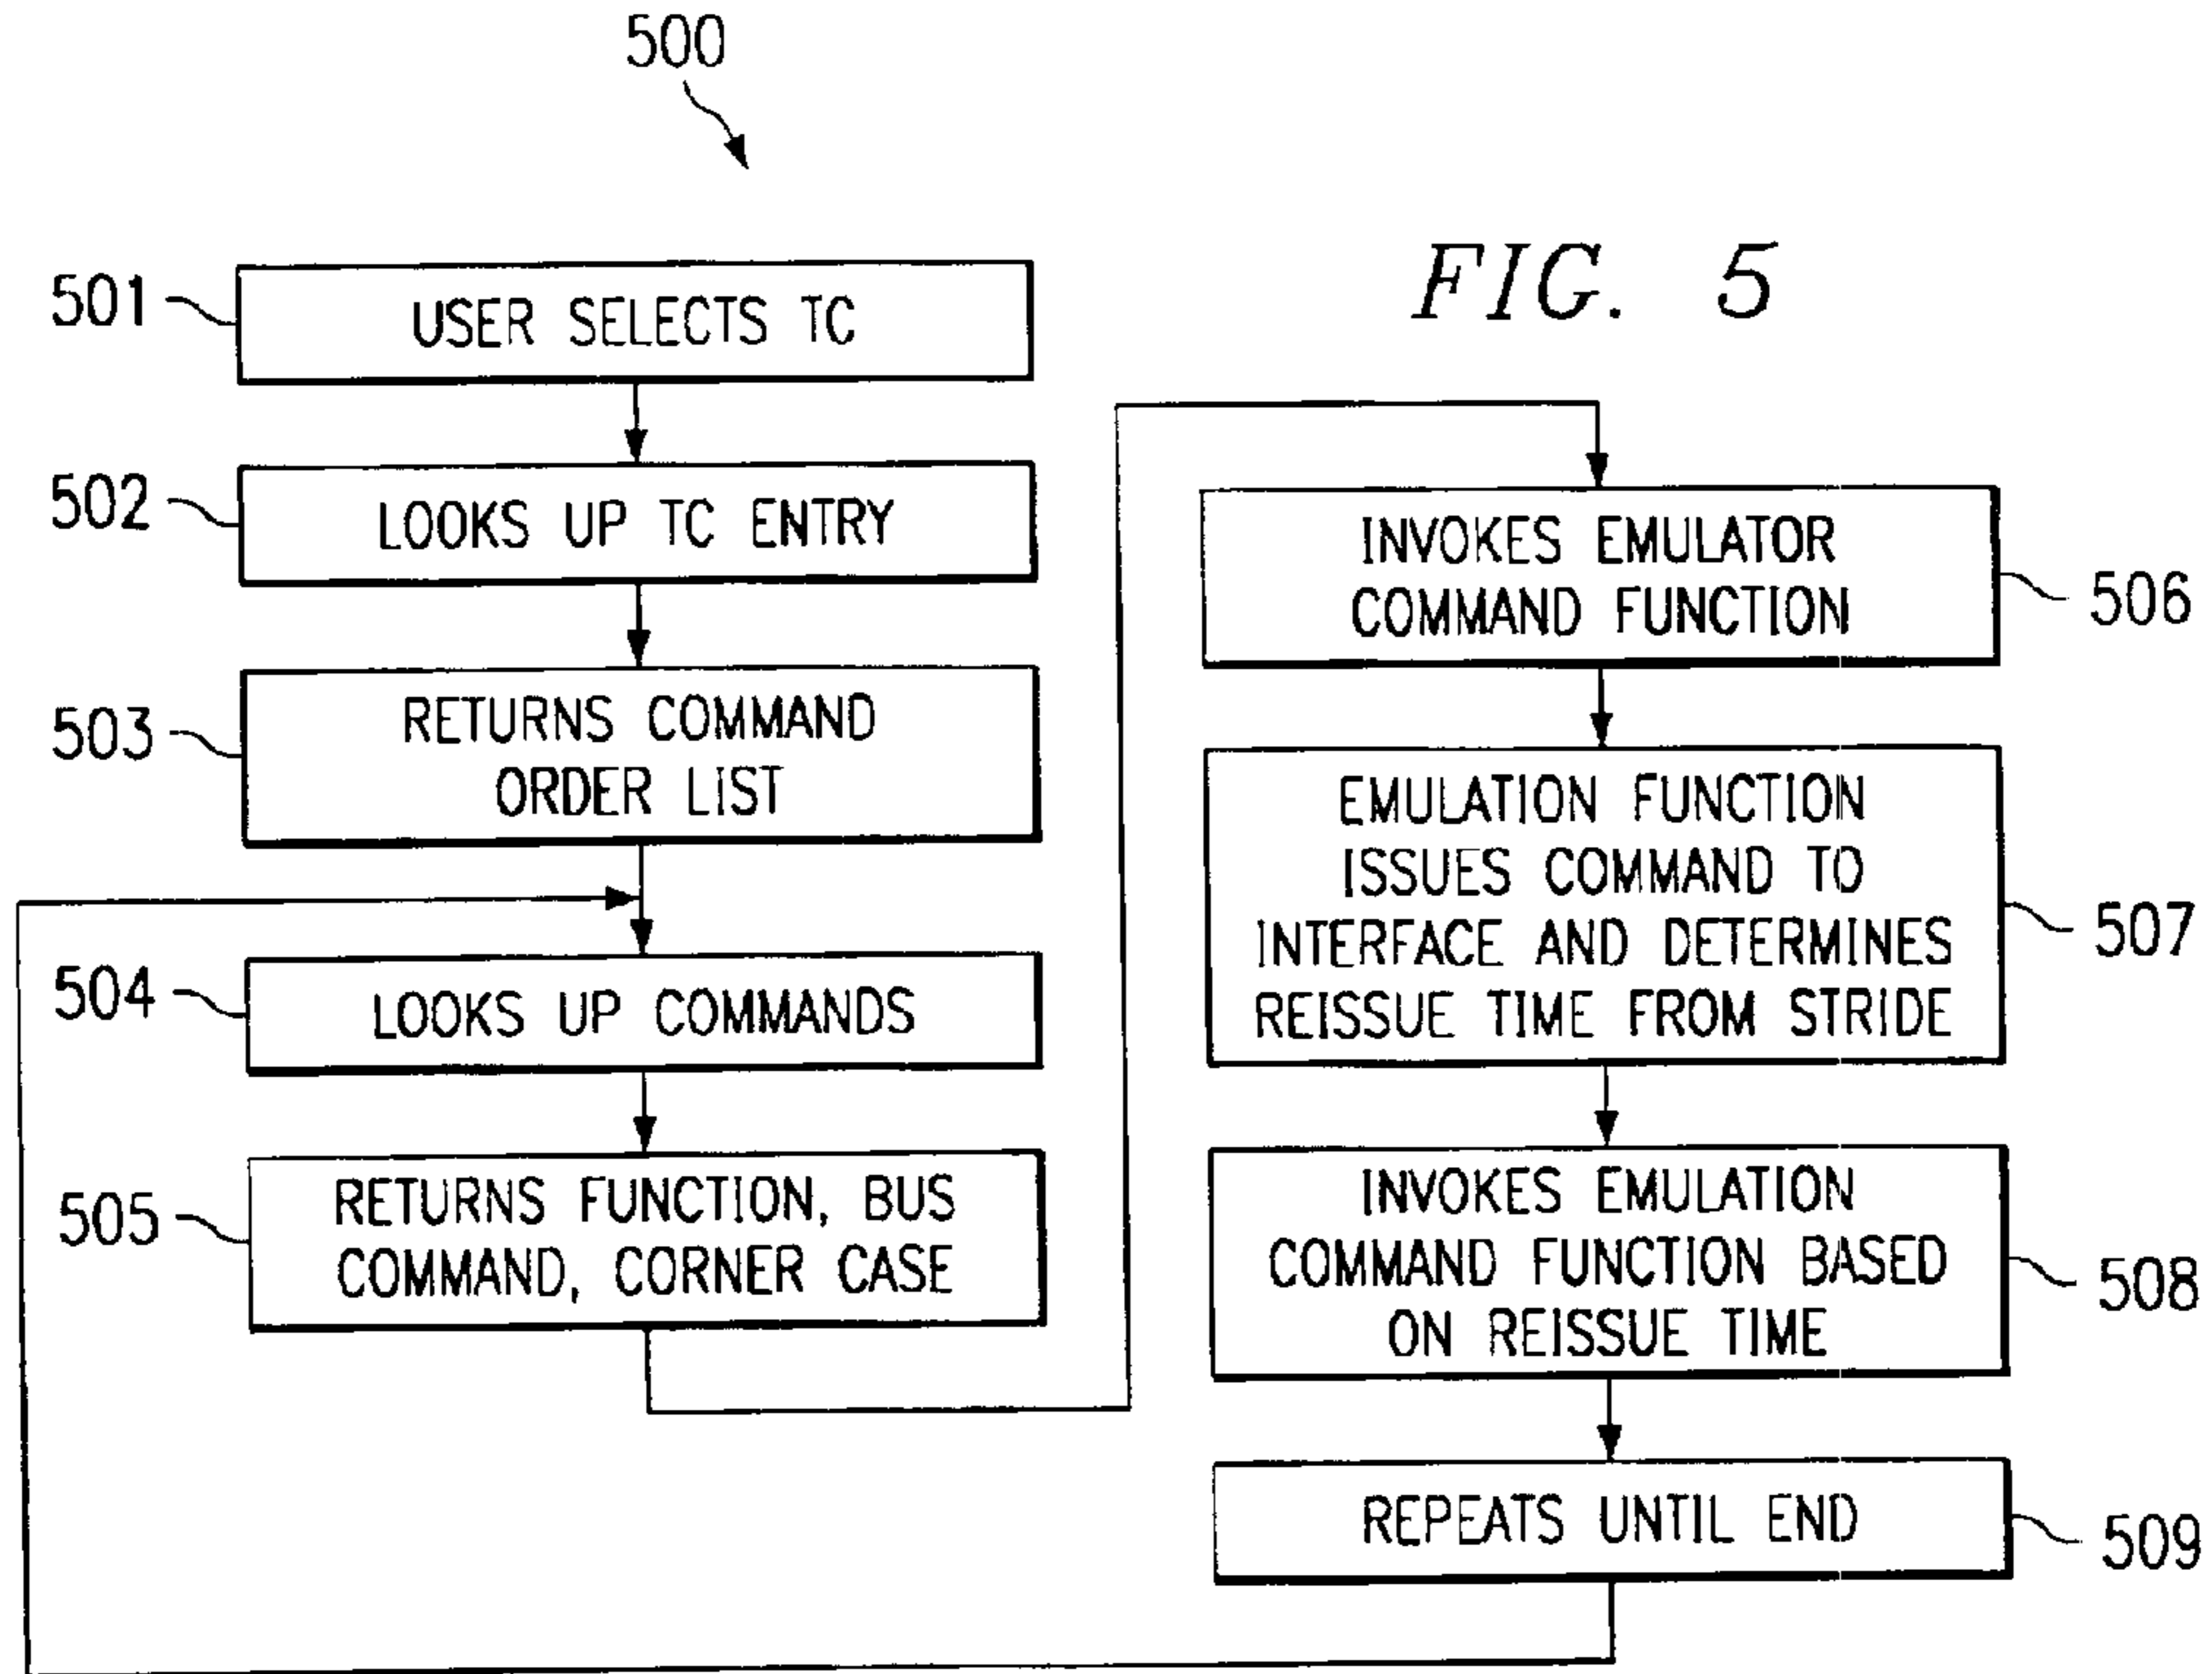 500
FIG. 5
501
USER SELECTS TC
502
LOOKS UP TC ENTRY
503
RETURNS COMMAND
ORDER LIST
504
LOOKS UP COMMANDS
505
RETURNS FUNCTION, BUS
COMMAND, CORNER CASE
INVOKES EMULATOR
COMMAND FUNCTION
506
EMULATION FUNCTION
ISSUES COMMAND TO
INTERFACE AND DETERMINES
REISSUE TIME FROM STRIDE
507
INVOKES EMULATION
COMMAND FUNCTION BASED
ON REISSUE TIME
508
REPEATS UNTIL END
509